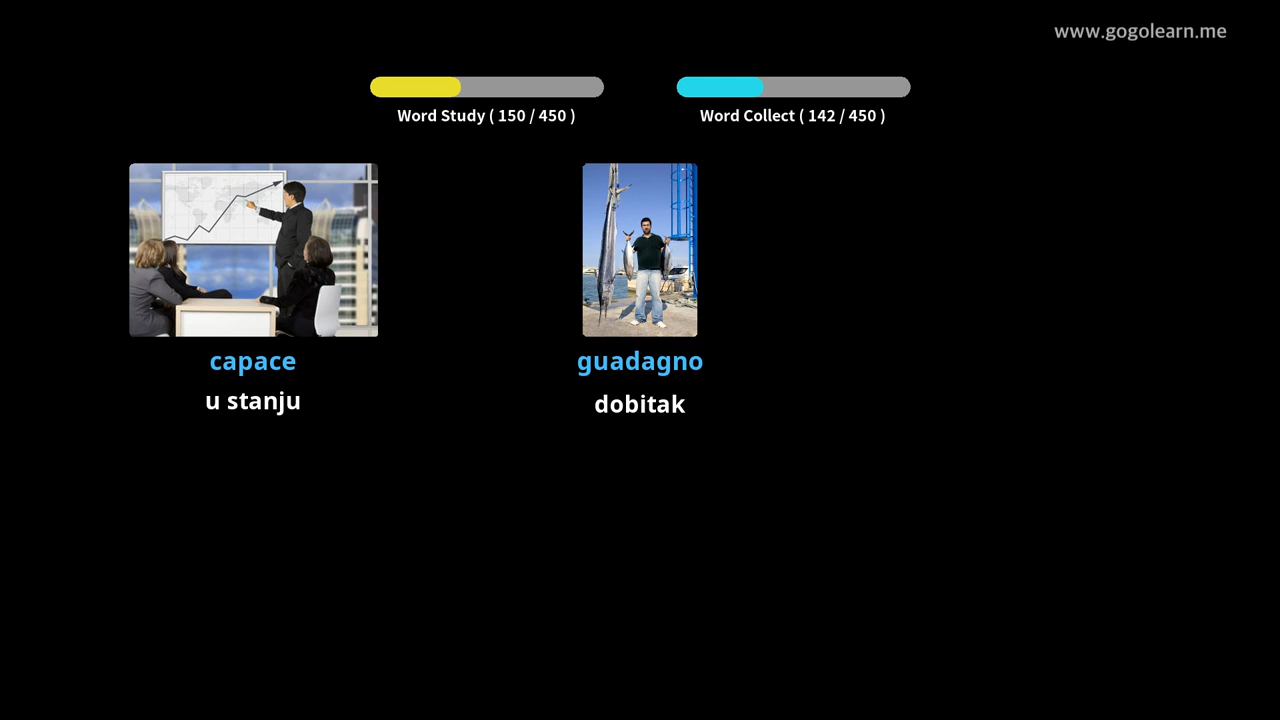 www.gogolearn.me
Word Study ( 150 / 450 )
Word Collect ( 142 / 450 )
capace
u stanju
guadagno
dobitak